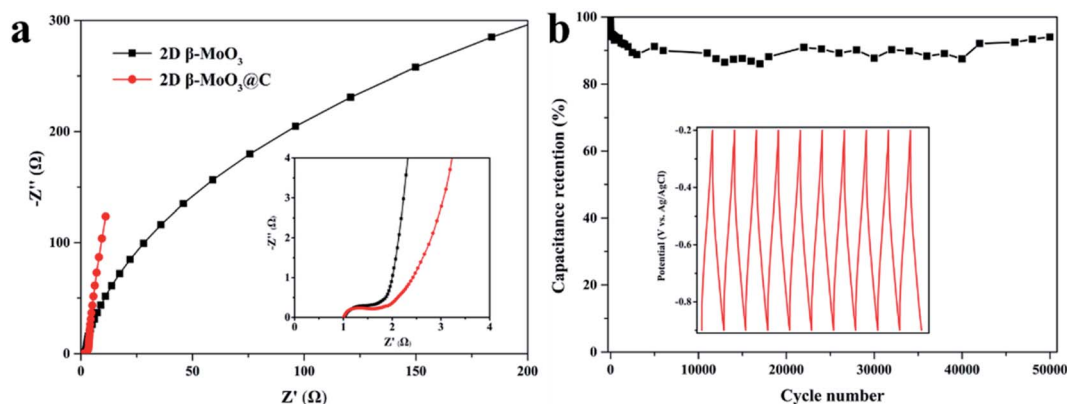 a
300
200
100
0
-Z'' (Ω)
2D β-MoO₃
2D β-MoO₃@C
4
3
2
1
0
-Z'' (Ω)
0 1 2 3 4
Z' (Ω)
0 50 100 150 200
Z' (Ω)
b
100
80
60
40
20
0
Capacitance retention (%)
-0.2
-0.4
-0.6
-0.8
Potential (V vs. Ag/AgCl)
0 10000 20000 30000 40000 50000
Cycle number